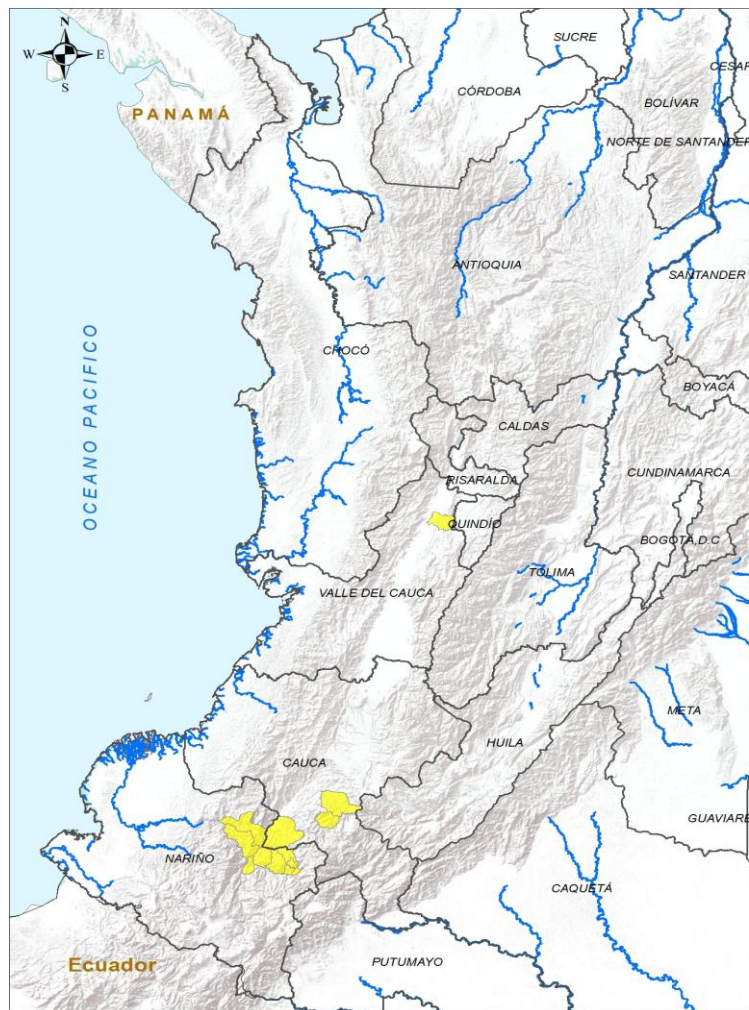 N
W E
S
PANAMÁ
SUCRE
CESAR
CÓRDOBA
BOLÍVAR
NORTE DE SANTANDER
ANTIOQUIA
SANTANDER
OCEANO PACIFICO
CHOCÓ
BOYACÁ
CALDAS
CUNDINAMARCA
RISARALDA
QUINDÍO
BOGOTÁ, D.C
TOLIMA
VALLE DEL CAUCA
META
HUILA
CAUCA
GUAVIARE
NARIÑO
CAQUETÁ
PUTUMAYO
Ecuador